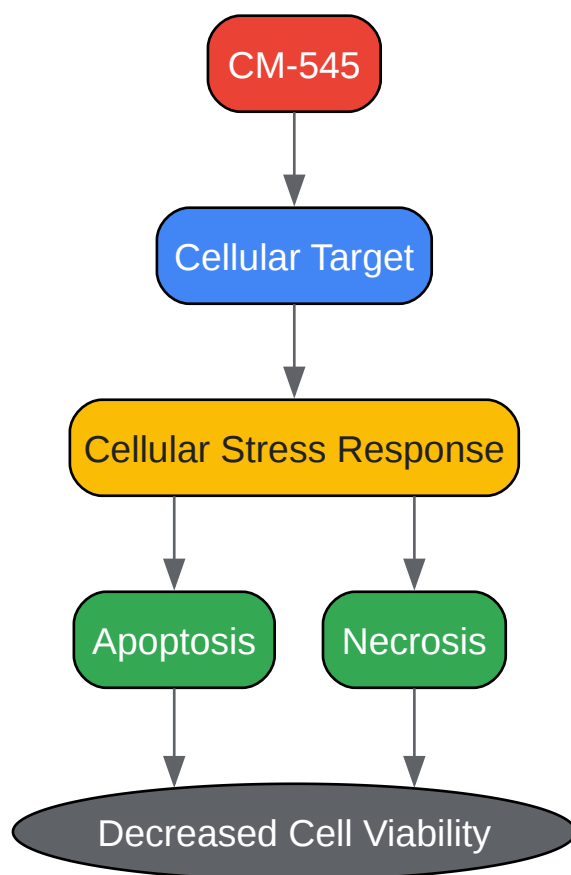 CM-545
Cellular Target
Cellular Stress Response
Apoptosis
Necrosis
Decreased Cell Viability